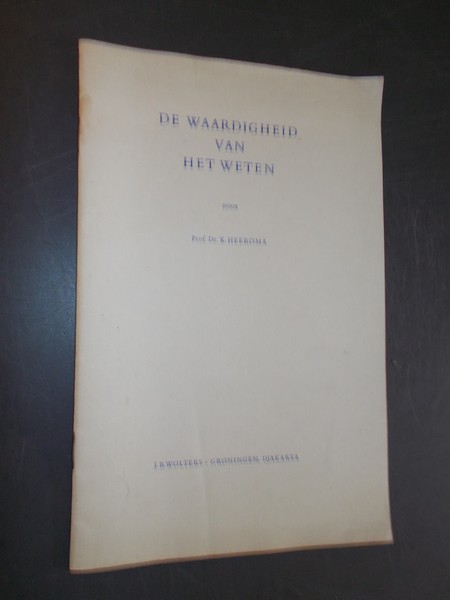 DE WAARDIGHEID
VAN
HET WETEN
DOOR
Prof. Dr. K. HEEROMA
J.B. WOLTERS - GRONINGEN, DJAKARTA